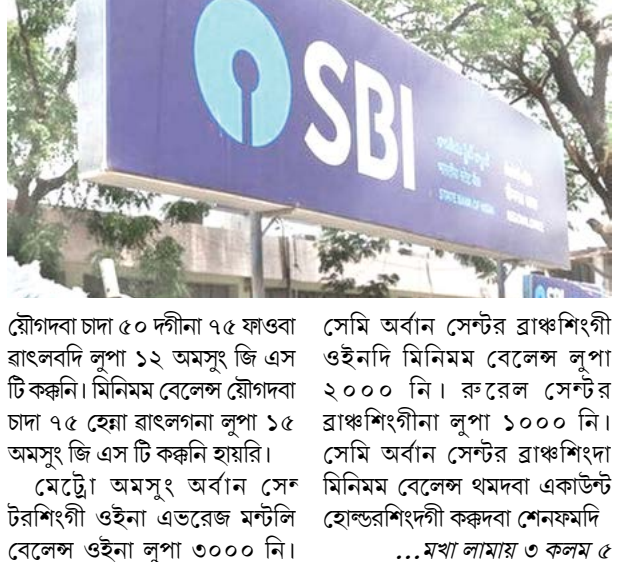 SBI
STATE BANK OF INDIA
SBI
য়ৌগদবা চাদা ৫০ দগীনা ৭৫ ফাওবা
ৱাৎলবদি লুপা ১২ অমসুং জি এস
টি কক্কনি। মিনিমম বেলেন্স য়ৌগদবা
চাদা ৭৫ হেন্না ৱাৎলগনা লুপা ১৫
অমসুং জি এস টি কক্কনি হায়রি।
মেট্রো অমসুং অর্বান সেন্
টরশিংগী ওইনা এভরেজ মন্টলি
বেলেন্স ওইনা লুপা ৩০০০ নি।
সেমি অর্বান সেন্টর ব্রাঞ্চশিংগী
ওইনদি মিনিমম বেলেন্স লুপা
২০০০ নি। রুরেল সেন্টর
ব্রাঞ্চশিংগীনা লুপা ১০০০ নি।
সেমি অর্বান সেন্টর ব্রাঞ্চশিংদা
মিনিমম বেলেন্স থমদবা একাউন্ট
হোল্ডরশিংদগী কক্কদবা শেনফমদি
...মখা লামায় ৩ কলম ৫